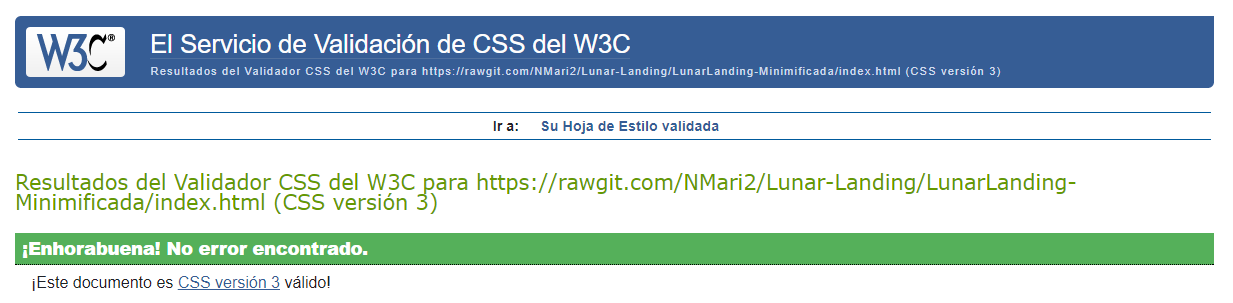 W3C®
El Servicio de Validación de CSS del W3C
Resultados del Validador CSS del W3C para https://rawgit.com/NMari2/Lunar-Landing/LunarLanding-Minimificada/index.html (CSS versión 3)
Ir a: Su Hoja de Estilo validada
Resultados del Validador CSS del W3C para https://rawgit.com/NMari2/Lunar-Landing/LunarLanding-
Minimificada/index.html (CSS versión 3)
¡Enhorabuena! No error encontrado.
¡Este documento es CSS versión 3 válido!